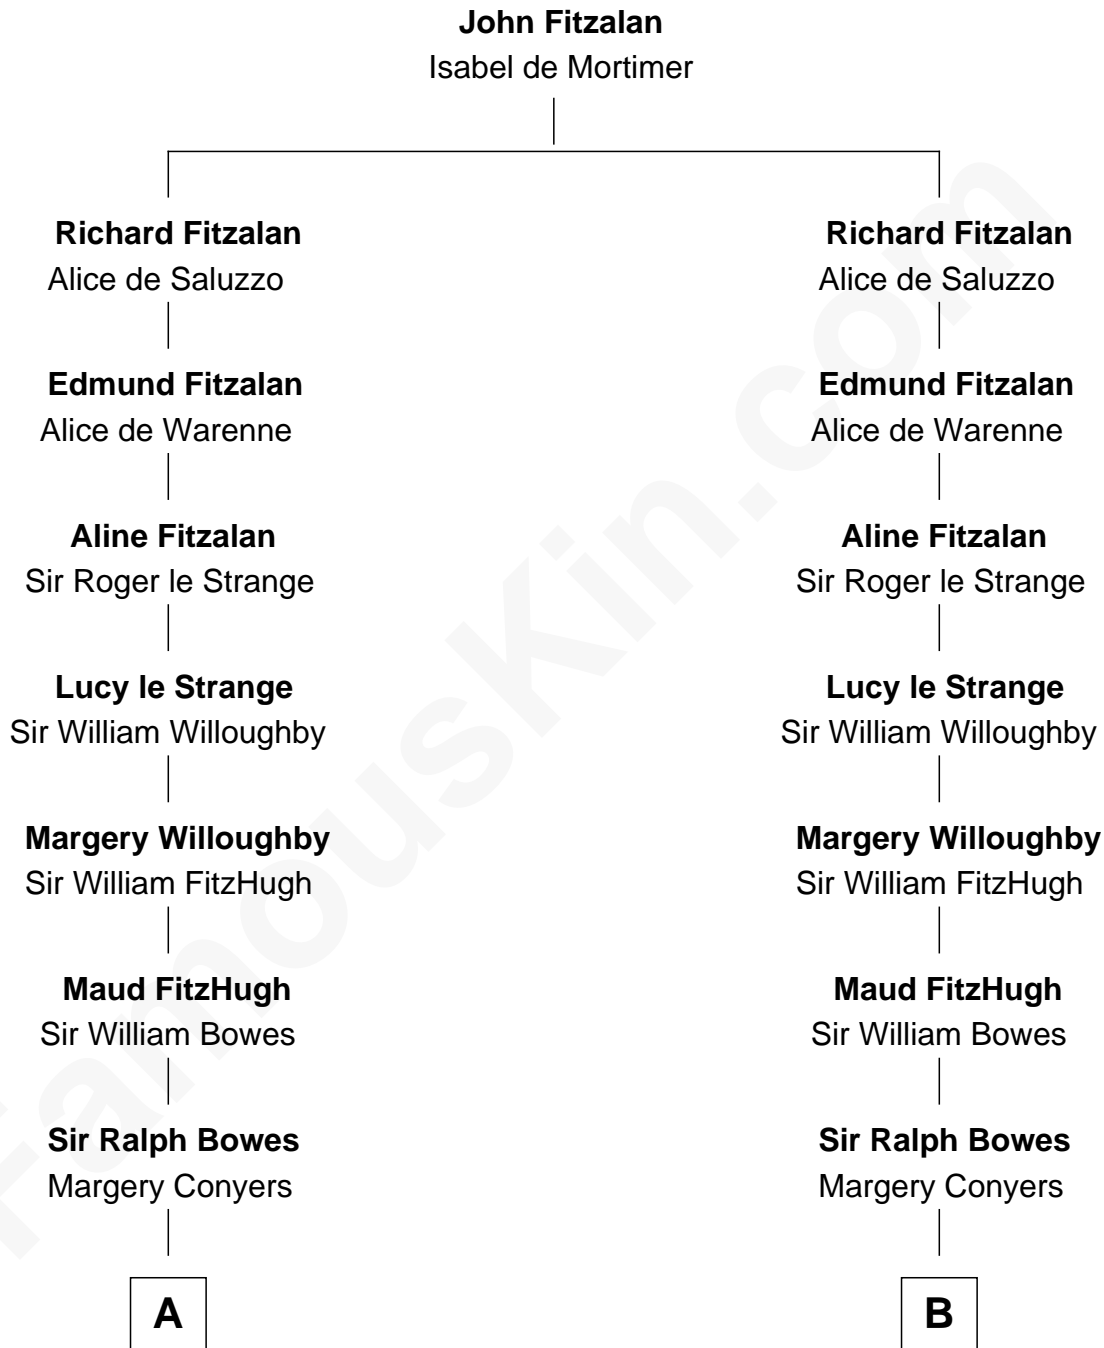 John Fitzalan
Isabel de Mortimer
Richard Fitzalan Richard Fitzalan
Alice de Saluzzo Alice de Saluzzo
Edmund Fitzalan Edmund Fitzalan
Alice de Warenne Alice de Warenne
Aline Fitzalan Aline Fitzalan
Sir Roger le Strange Sir Roger le Strange
Lucy le Strange Lucy le Strange
Sir William Willoughby Sir William Willoughby
Margery Willoughby Margery Willoughby
Sir William FitzHugh Sir William FitzHugh
Maud FitzHugh Maud FitzHugh
Sir William Bowes Sir William Bowes
Sir Ralph Bowes Sir Ralph Bowes
Margery Conyers Margery Conyers
A B
FamousKin.com